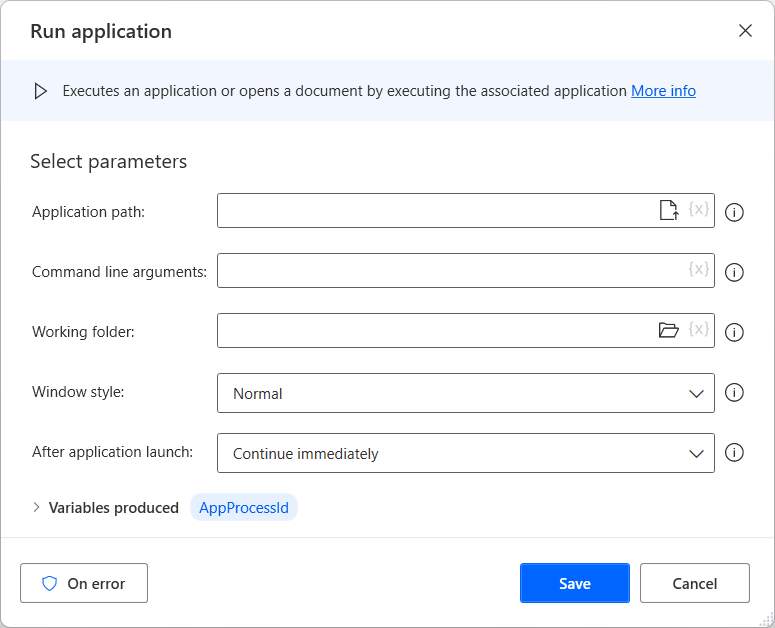 Run application
Executes an application or opens a document by executing the associated application More info
Select parameters
Application path: {x}
Command line arguments: {x}
Working folder: {x}
Window style: Normal
After application launch: Continue immediately
Variables produced AppProcessId
On error Save Cancel